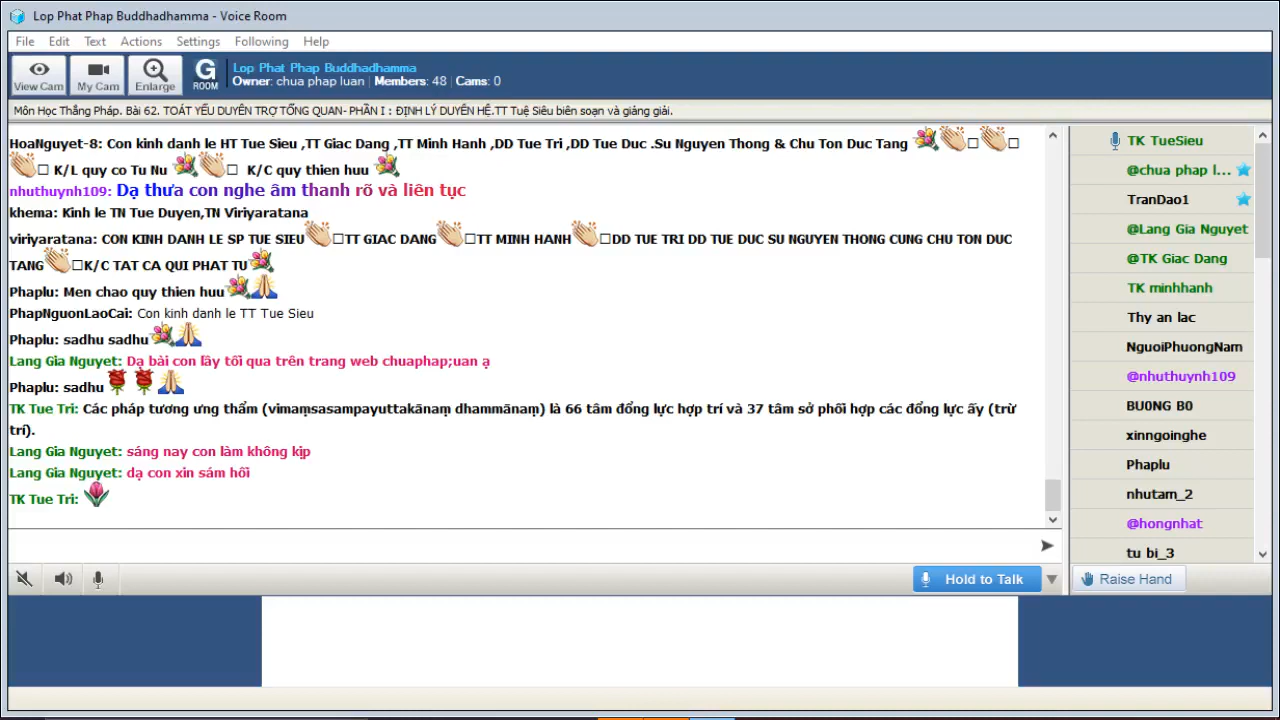 Lop Phat Phap Buddhadhamma - Voice Room
File Edit Text Actions Settings Following Help
View Cam My Cam Enlarge G ROOM
Lop Phat Phap Buddhadhamma
Owner: chua phap luan | Members: 48 | Cams: 0
Môn Học Thắng Pháp. Bài 62. TOÁT YẾU DUYÊN TRỢ TỔNG QUAN- PHẦN I : ĐỊNH LÝ DUYÊN HỆ.TT Tuệ Siêu biên soạn và giảng giải.
HoaNguyet-8: Con kinh danh le HT Tue Sieu ,TT Giac Dang ,TT Minh Hanh ,DD Tue Tri ,DD Tue Duc .Su Nguyen Thong & Chu Ton Duc Tang
K/L quy co Tu Nu K/C quy thien huu
nhuthuynh109: Dạ thưa con nghe âm thanh rõ và liên tục
khema: Kinh le TN Tue Duyen,TN Viriyaratana
viriyaratana: CON KINH DANH LE SP TUE SIEU TT GIAC DANG TT MINH HANH DD TUE TRI DD TUE DUC SU NGUYEN THONG CUNG CHU TON DUC
TANG K/C TAT CA QUI PHAT TU
Phaplu: Men chao quy thien huu
PhapNguonLaoCai: Con kinh danh le TT Tue Sieu
Phaplu: sadhu sadhu
Lang Gia Nguyet: Dạ bài con lấy tối qua trên trang web chuaphap;uan ạ
Phaplu: sadhu
TK Tue Tri: Các pháp tương ưng thẩm (vimaṃsasampayuttakānaṃ dhammānaṃ) là 66 tâm đổng lực hợp trí và 37 tâm sở phối hợp các đổng lực ấy (trừ
trí).
Lang Gia Nguyet: sáng nay con làm không kịp
Lang Gia Nguyet: dạ con xin sám hối
TK Tue Tri:
Hold to Talk
TK TueSieu
@chua phap l...
TranDao1
@Lang Gia Nguyet
@TK Giac Dang
TK minhhanh
Thy an lac
NguoiPhuongNam
@nhuthuynh109
BU0NG B0
xinngoinghe
Phaplu
nhutam_2
@hongnhat
tu bi_3
Raise Hand